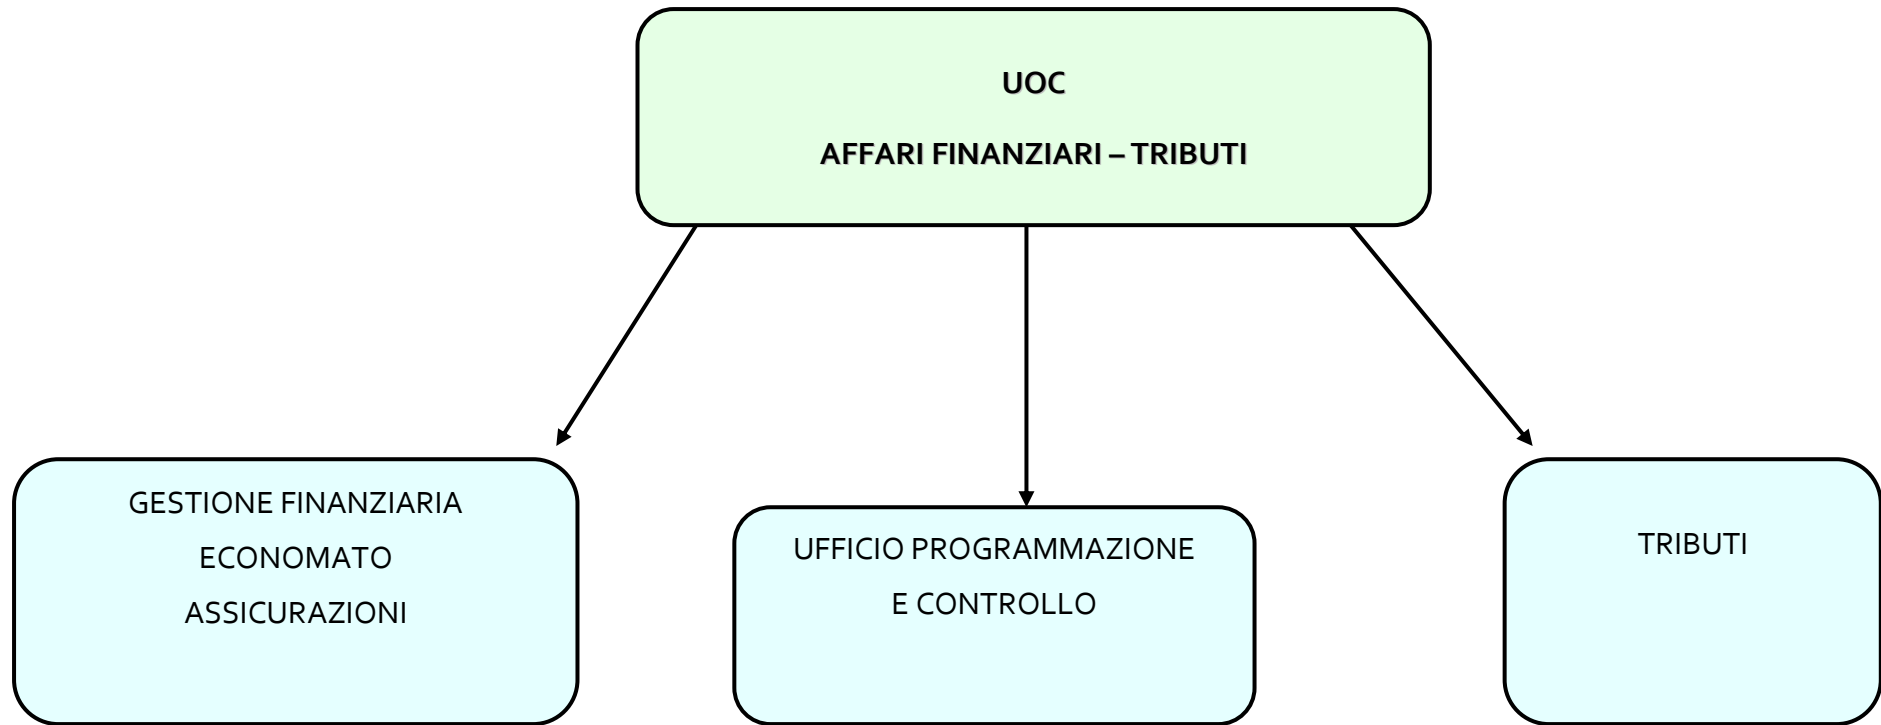 UOC
AFFARI FINANZIARI – TRIBUTI
GESTIONE FINANZIARIA
ECONOMATO
ASSICURAZIONI
UFFICIO PROGRAMMAZIONE
E CONTROLLO
TRIBUTI